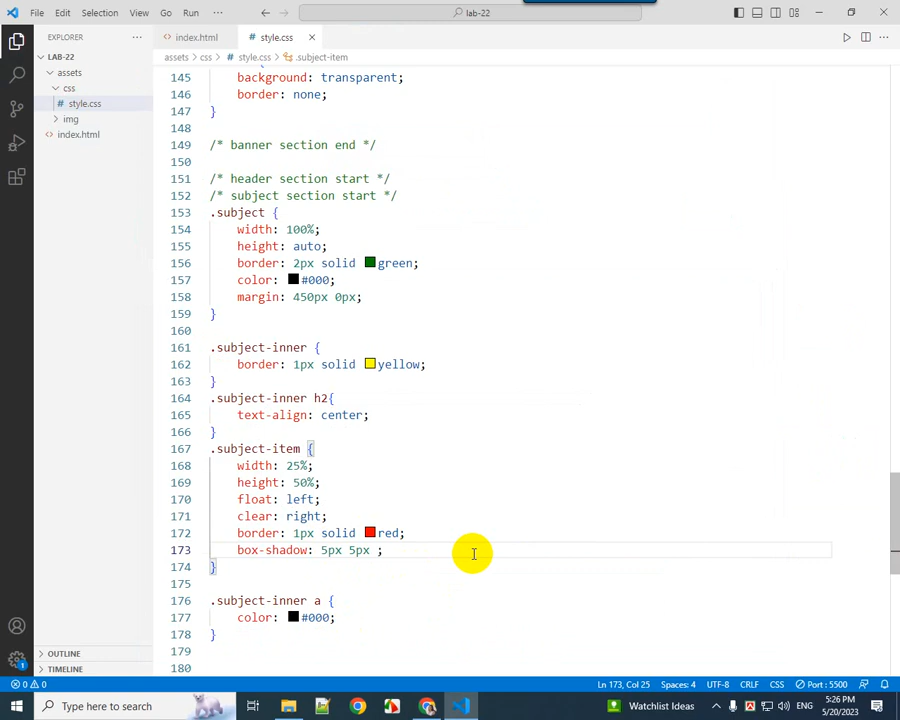 File Edit Selection View Go Run ··· lab-22
EXPLORER ···
index.html
style.css
LAB-22
assets
css
style.css
img
index.html
assets > css > style.css > .subject-item
145 background: transparent;
146 border: none;
147 }
148
149 /* banner section end */
150
151 /* header section start */
152 /* subject section start */
153 .subject {
154 width: 100%;
155 height: auto;
156 border: 2px solid green;
157 color: #000;
158 margin: 450px 0px;
159 }
160
161 .subject-inner {
162 border: 1px solid yellow;
163 }
164 .subject-inner h2{
165 text-align: center;
166 }
167 .subject-item {
168 width: 25%;
169 height: 50%;
170 float: left;
171 clear: right;
172 border: 1px solid red;
173 box-shadow: 5px 5px ;
174 }
175
176 .subject-inner a {
177 color: #000;
178 }
179
180
OUTLINE
TIMELINE
1
0 0 Ln 173, Col 25 Spaces: 4 UTF-8 CRLF CSS Port : 5500
Type here to search
Watchlist Ideas
ENG
5:26 PM
5/20/2023